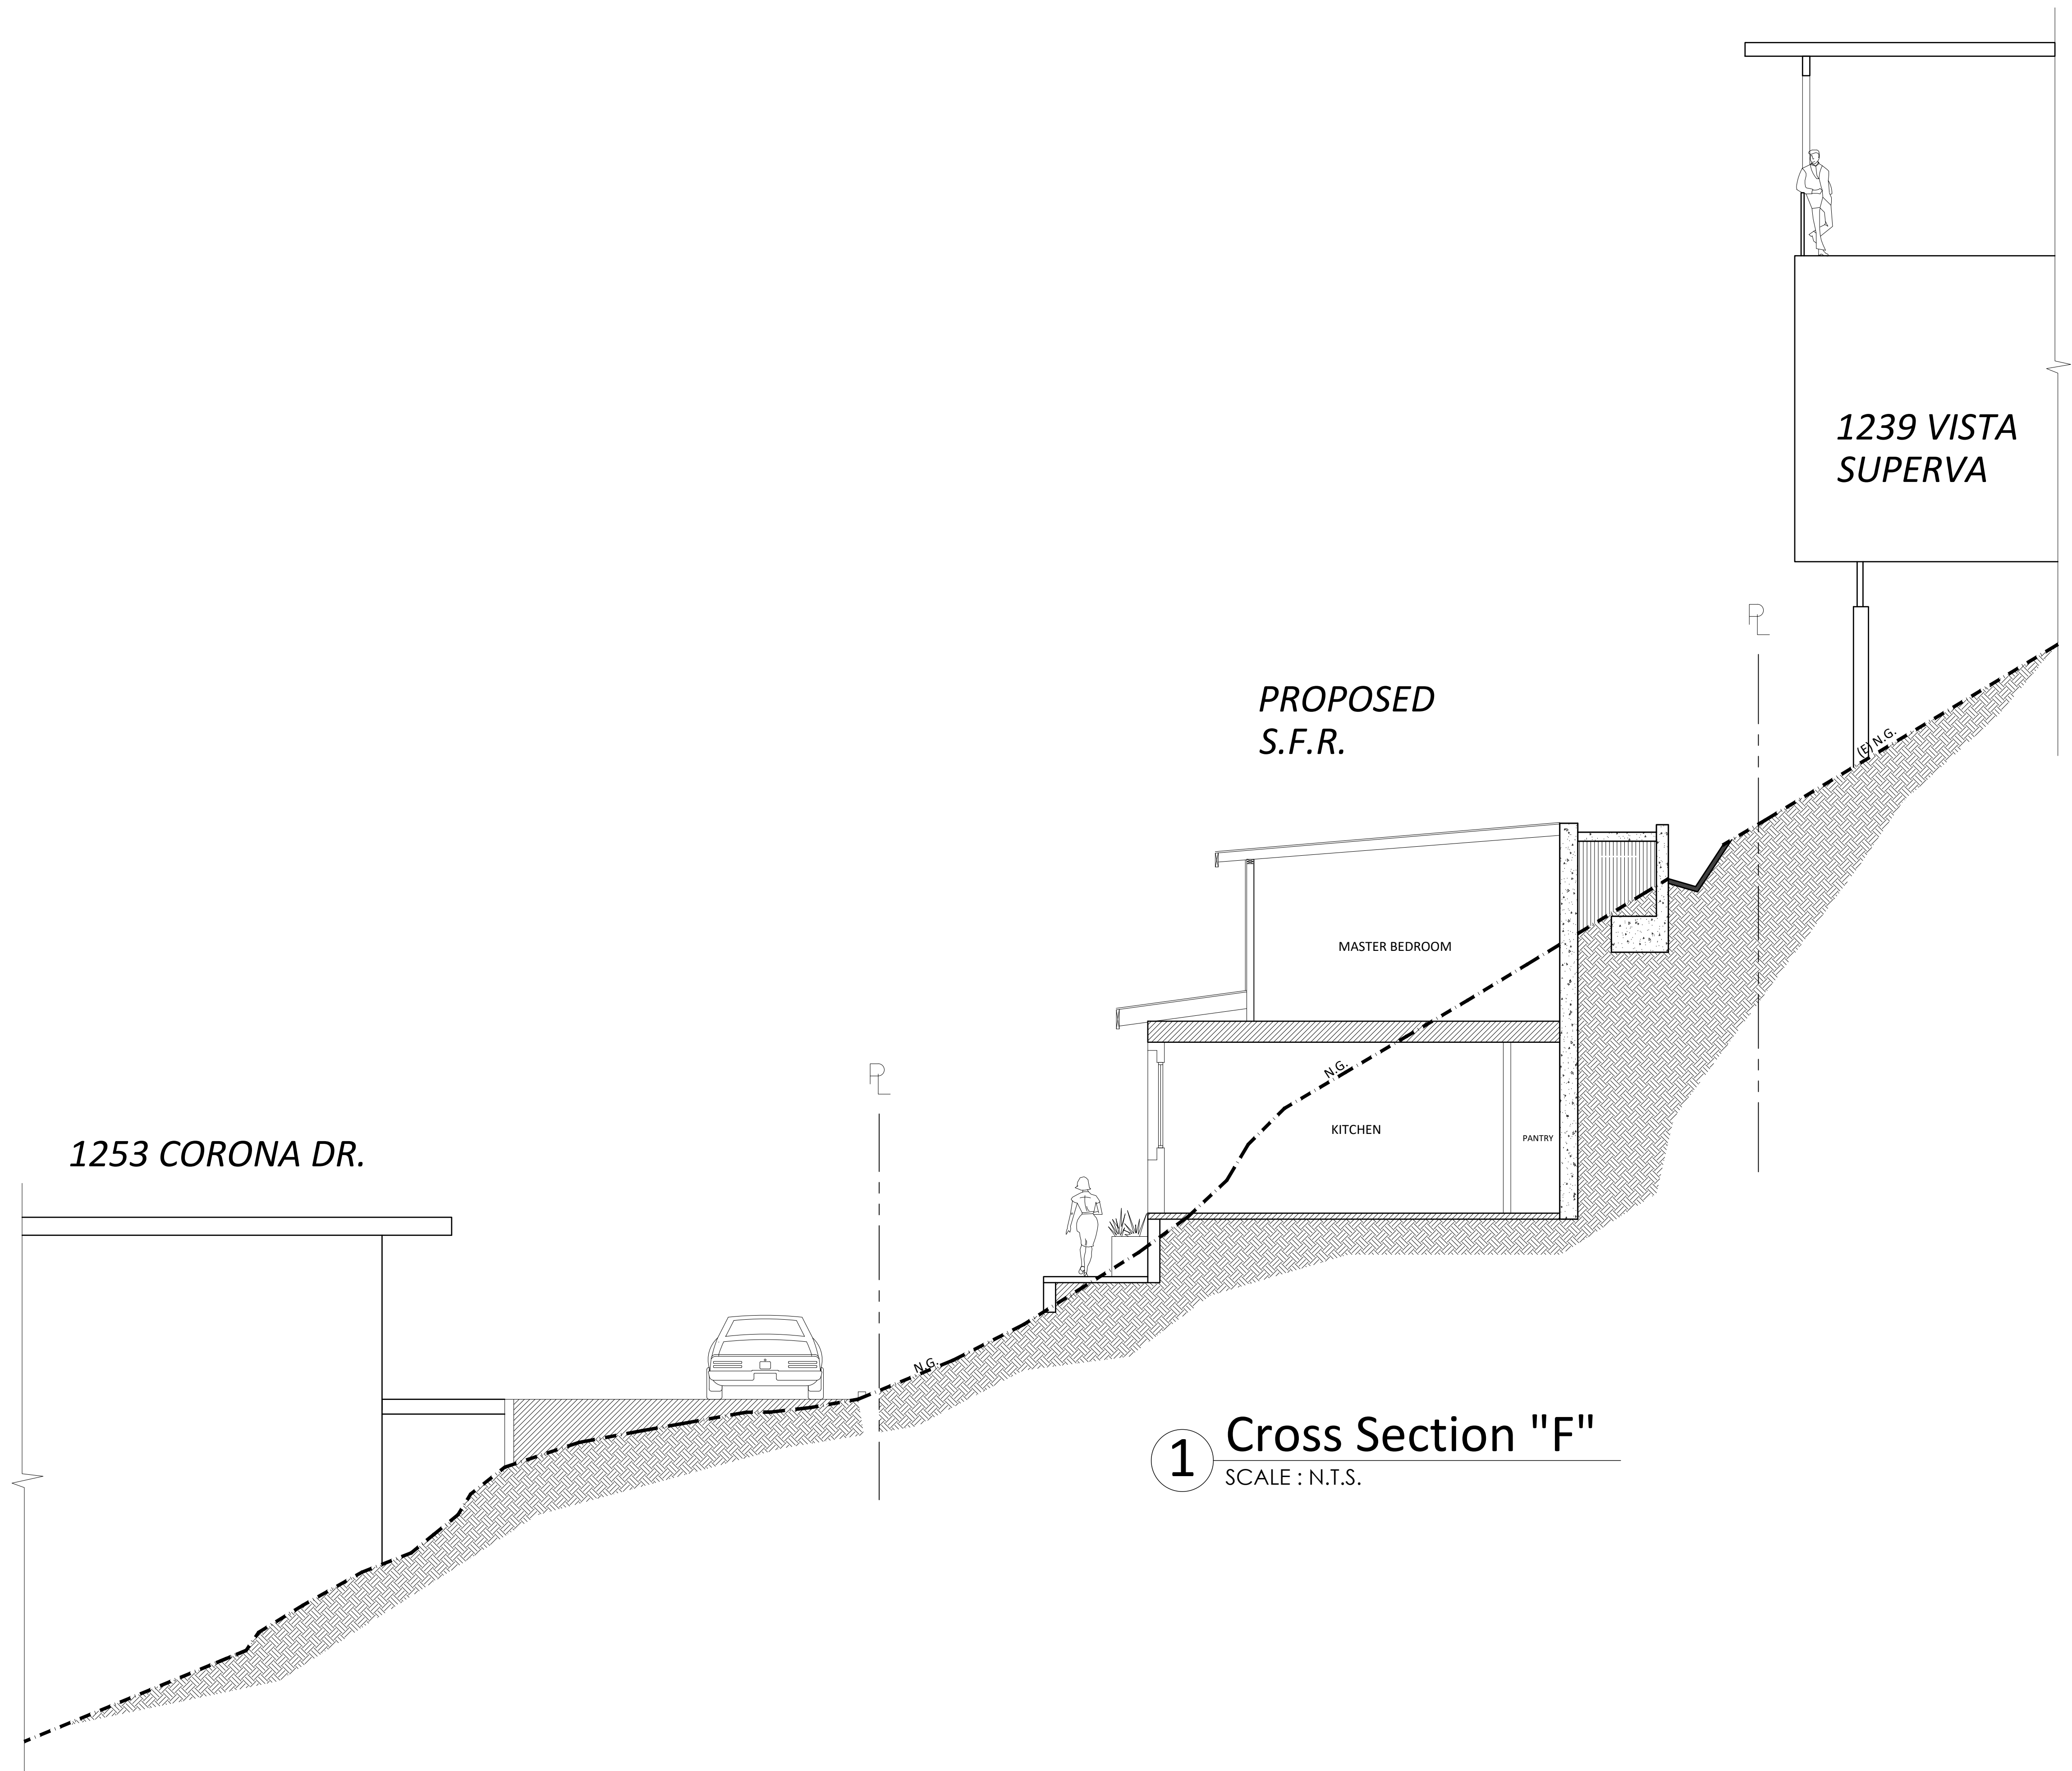 1239 VISTA
SUPERVA
PL
PROPOSED
S.F.R.
(E) N.G.
MASTER BEDROOM
N.G.
PL
KITCHEN
PANTRY
1253 CORONA DR.
N.G.
1 Cross Section "F"
SCALE : N.T.S.